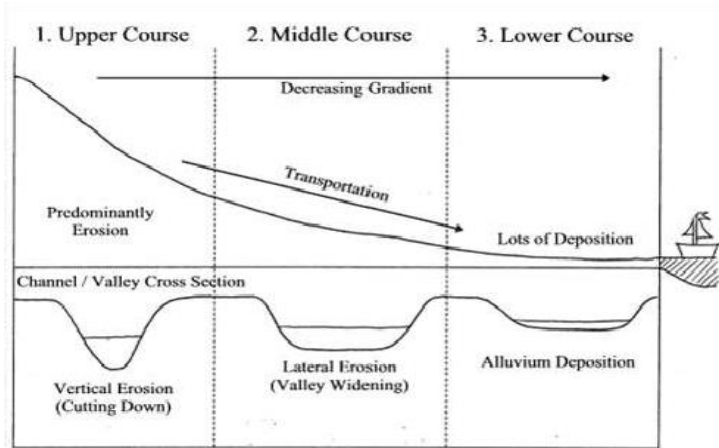 1. Upper Course
2. Middle Course
3. Lower Course
Decreasing Gradient
Transportation
Predominantly
Erosion
Lots of Deposition
Channel / Valley Cross Section
Vertical Erosion
(Cutting Down)
Lateral Erosion
(Valley Widening)
Alluvium Deposition